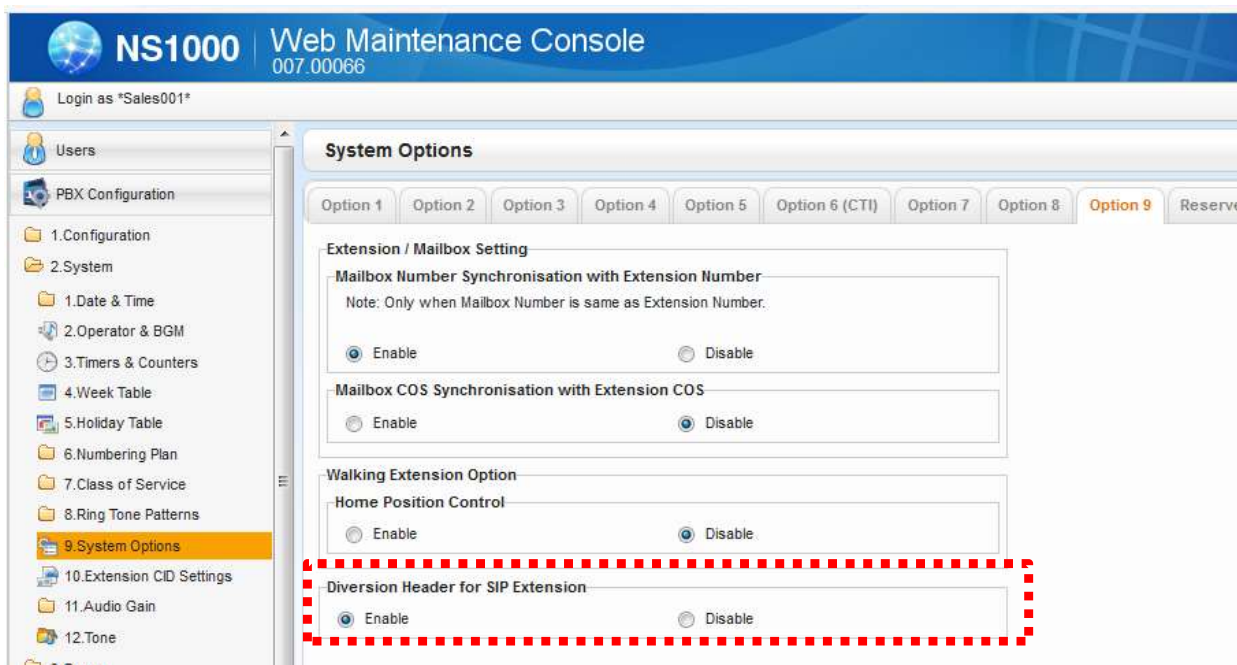 NS1000 Web Maintenance Console
007.00066
Login as "Sales001"
Users
PBX Configuration
1.Configuration
2.System
1.Date & Time
2.Operator & BGM
3.Timers & Counters
4.Week Table
5.Holiday Table
6.Numbering Plan
7.Class of Service
8.Ring Tone Patterns
9.System Options
10.Extension CID Settings
11.Audio Gain
12.Tone
System Options
Option 1 Option 2 Option 3 Option 4 Option 5 Option 6 (CTI) Option 7 Option 8 Option 9 Reserve
Extension / Mailbox Setting
Mailbox Number Synchronisation with Extension Number
Note: Only when Mailbox Number is same as Extension Number.
Enable Disable
Mailbox COS Synchronisation with Extension COS
Enable Disable
Walking Extension Option
Home Position Control
Enable Disable
Diversion Header for SIP Extension
Enable Disable